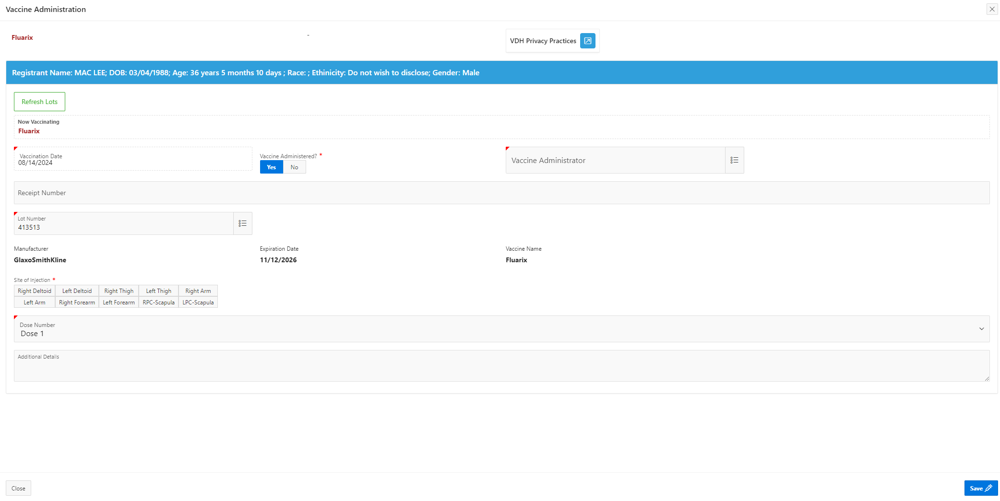 Vaccine Administration
Fluarix
-
VDH Privacy Practices
Registrant Name: MAC LEE; DOB: 03/04/1988; Age: 36 years 5 months 10 days ; Race: ; Ethinicity: Do not wish to disclose; Gender: Male
Refresh Lots
Now Vaccinating
Fluarix
Vaccination Date
08/14/2024
Vaccine Administered? *
Yes No
Vaccine Administrator
Receipt Number
Lot Number
413513
Manufacturer
GlaxoSmithKline
Expiration Date
11/12/2026
Vaccine Name
Fluarix
Site of Injection *
Right Deltoid Left Deltoid Right Thigh Left Thigh Right Arm
Left Arm Right Forearm Left Forearm RPC-Scapula LPC-Scapula
Dose Number
Dose 1
Additional Details
Close
Save